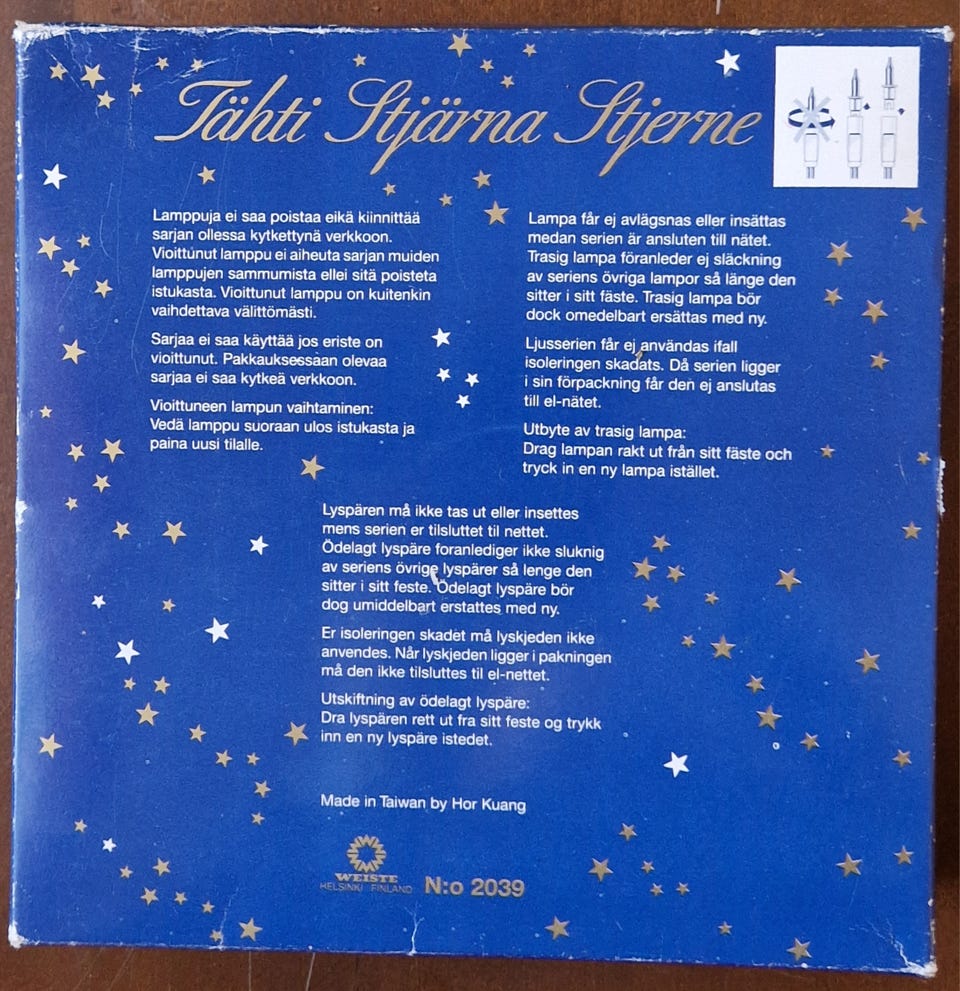 Tähti Stjärna Stjerne
Lamppuja ei saa poistaa eikä kiinnittää
sarjan ollessa kytkettynä verkkoon.
Vioittunut lamppu ei aiheuta sarjan muiden
lamppujen sammumista ellei sitä poisteta
istukasta. Vioittunut lamppu on kuitenkin
vaihdettava välittömästi.
Sarjaa ei saa käyttää jos eriste on
vioittunut. Pakkauksessaan olevaa
sarjaa ei saa kytkeä verkkoon.
Vioittuneen lampun vaihtaminen:
Vedä lamppu suoraan ulos istukasta ja
paina uusi tilalle.
Lampa får ej avlägsnas eller insättas
medan serien är ansluten till nätet.
Trasig lampa föranleder ej släckning
av seriens övriga lampor så länge den
sitter i sitt fäste. Trasig lampa bör
dock omedelbart ersättas med ny.
Ljusserien får ej användas ifall
isoleringen skadats. Då serien ligger
i sin förpackning får den ej anslutas
till el-nätet.
Utbyte av trasig lampa:
Drag lampan rakt ut från sitt fäste och
tryck in en ny lampa istället.
Lyspären må ikke tas ut eller insettes
mens serien er tilsluttet til nettet.
Ödelagt lyspäre foranlediger ikke sluknig
av seriens övrige lyspärer så lenge den
sitter i sitt feste. Ödelagt lyspäre bör
dog umiddelbart erstattes med ny.
Er isoleringen skadet må lyskjeden ikke
anvendes. Når lyskjeden ligger i pakningen
må den ikke tilsluttes til el-nettet.
Utskiftning av ödelagt lyspäre:
Dra lyspären rett ut fra sitt feste og trykk
inn en ny lyspäre istedet.
Made in Taiwan by Hor Kuang
WEISTE
HELSINKI FINLAND
N:o 2039